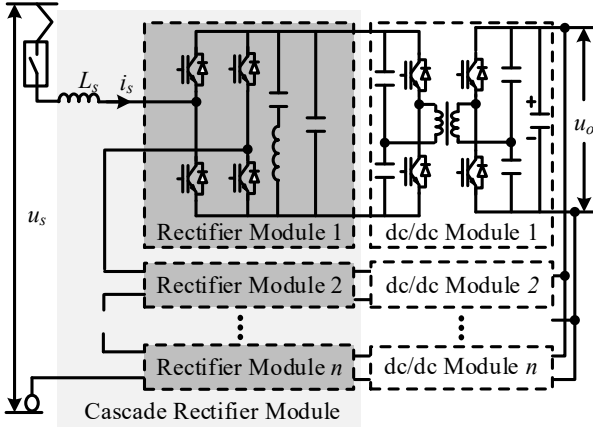 L_s
i_s
u_s
u_o
+
-
Rectifier Module 1
dc/dc Module 1
Rectifier Module 2
dc/dc Module 2
Rectifier Module n
dc/dc Module n
Cascade Rectifier Module